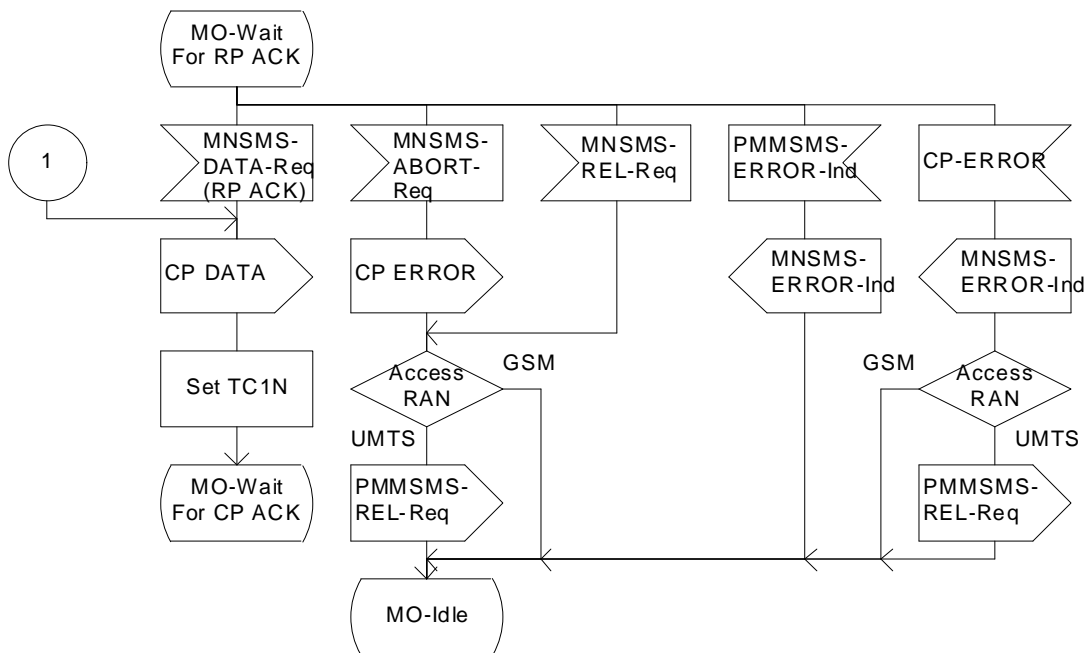 MO-Wait
For RP ACK
1
MNSMS-
DATA-Req
(RP ACK)
MNSMS-
ABORT-
Req
MNSMS-
REL-Req
PMMSMS-
ERROR-Ind
CP-ERROR
CP DATA
CP ERROR
MNSMS-
ERROR-Ind
MNSMS-
ERROR-Ind
Set TC1N
Access
RAN
GSM
UMTS
GSM
Access
RAN
UMTS
MO-Wait
For CP ACK
PMMSMS-
REL-Req
PMMSMS-
REL-Req
MO-Idle